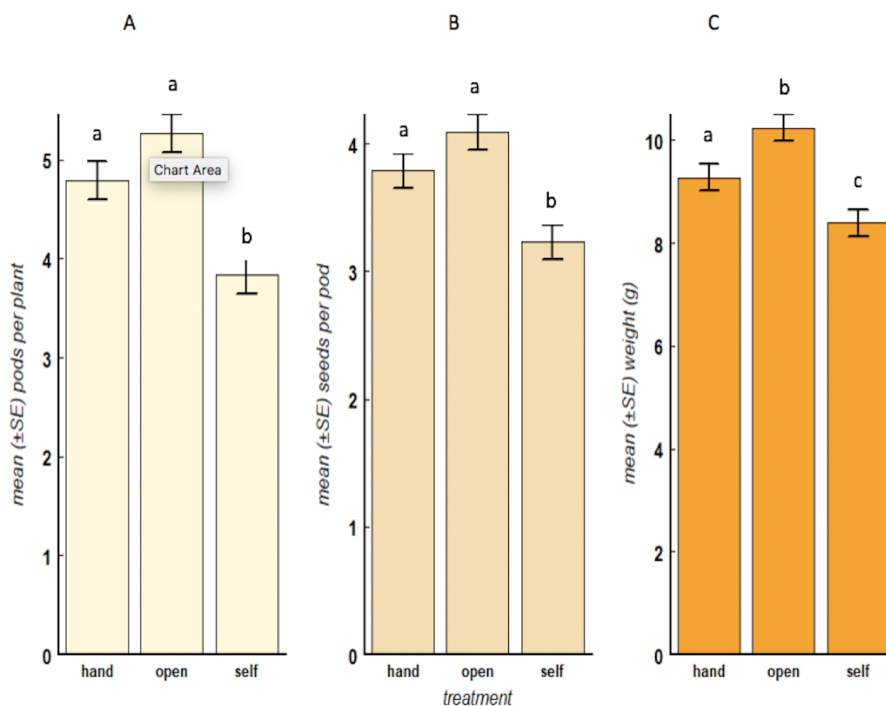 A
B
C
a
a
b
a
a
b
a
b
c
Chart Area
mean (±SE) pods per plant
5
4
3
2
1
0
hand open self
mean (±SE) seeds per pod
4
3
2
1
0
hand open self
mean (±SE) weight (g)
10
8
6
4
2
0
hand open self
treatment